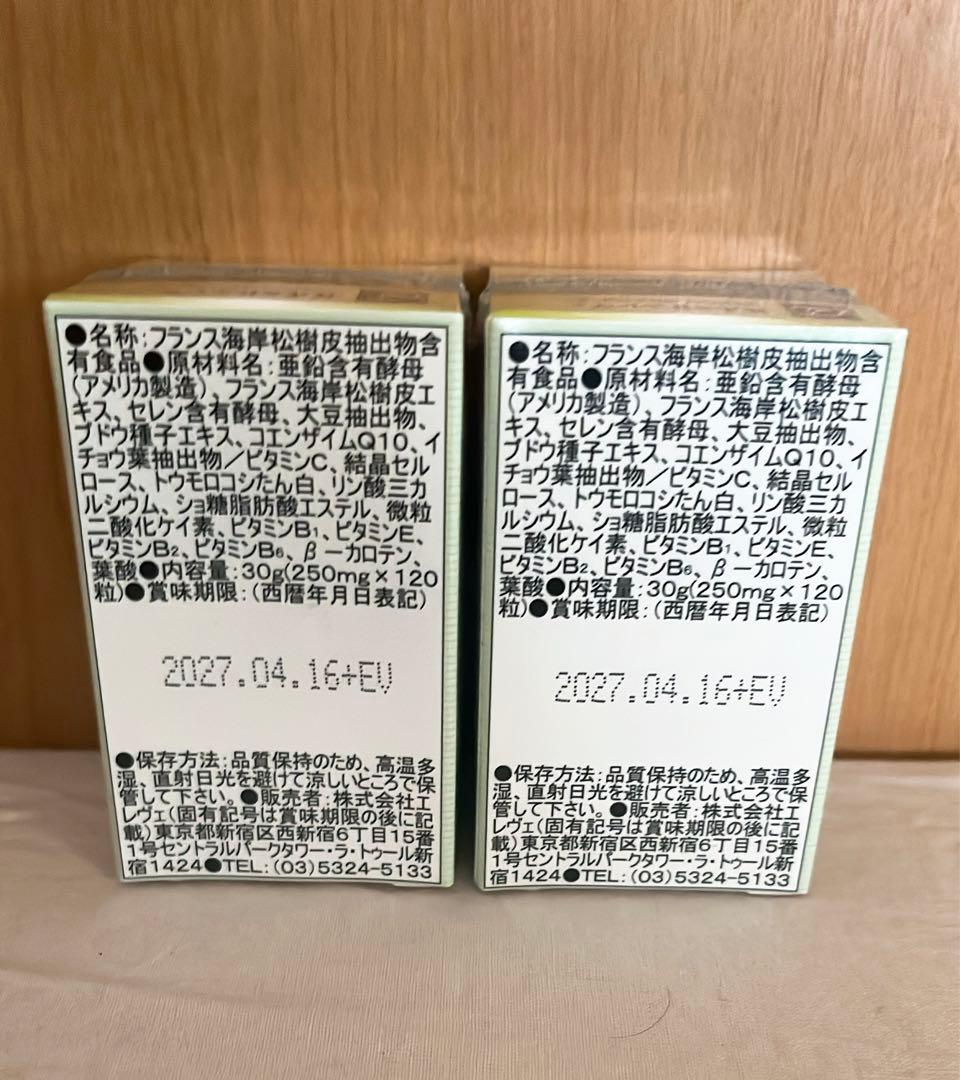 ●名称:フランス海岸松樹皮抽出物含
有食品●原材料名:亜鉛含有酵母
(アメリカ製造)、フランス海岸松樹皮エ
キス、セレン含有酵母、大豆抽出物、
ブドウ種子エキス、コエンザイムQ10、イ
チョウ葉抽出物/ビタミンC、結晶セル
ロース、トウモロコシたん白、リン酸三カ
ルシウム、ショ糖脂肪酸エステル、微粒
二酸化ケイ素、ビタミンB₁、ビタミンE、
ビタミンB₂、ビタミンB₆、β－カロテン、
葉酸●内容量:30g(250mg×120
粒)●賞味期限:(西暦年月日表記)
2027.04.16+EV
●保存方法:品質保持のため、高温多
湿、直射日光を避けて涼しいところで保
管して下さい。●販売者:株式会社エ
レヴェ(固有記号は賞味期限の後に記
載)東京都新宿区西新宿6丁目15番
1号セントラルパークタワー・ラ・トゥール新
宿1424●TEL:(03)5324-5133
●名称:フランス海岸松樹皮抽出物含
有食品●原材料名:亜鉛含有酵母
(アメリカ製造)、フランス海岸松樹皮エ
キス、セレン含有酵母、大豆抽出物、
ブドウ種子エキス、コエンザイムQ10、イ
チョウ葉抽出物/ビタミンC、結晶セル
ロース、トウモロコシたん白、リン酸三カ
ルシウム、ショ糖脂肪酸エステル、微粒
二酸化ケイ素、ビタミンB₁、ビタミンE、
ビタミンB₂、ビタミンB₆、β－カロテン、
葉酸●内容量:30g(250mg×120
粒)●賞味期限:(西暦年月日表記)
2027.04.16+EV
●保存方法:品質保持のため、高温多
湿、直射日光を避けて涼しいところで保
管して下さい。●販売者:株式会社エ
レヴェ(固有記号は賞味期限の後に記
載)東京都新宿区西新宿6丁目15番
1号セントラルパークタワー・ラ・トゥール新
宿1424●TEL:(03)5324-5133